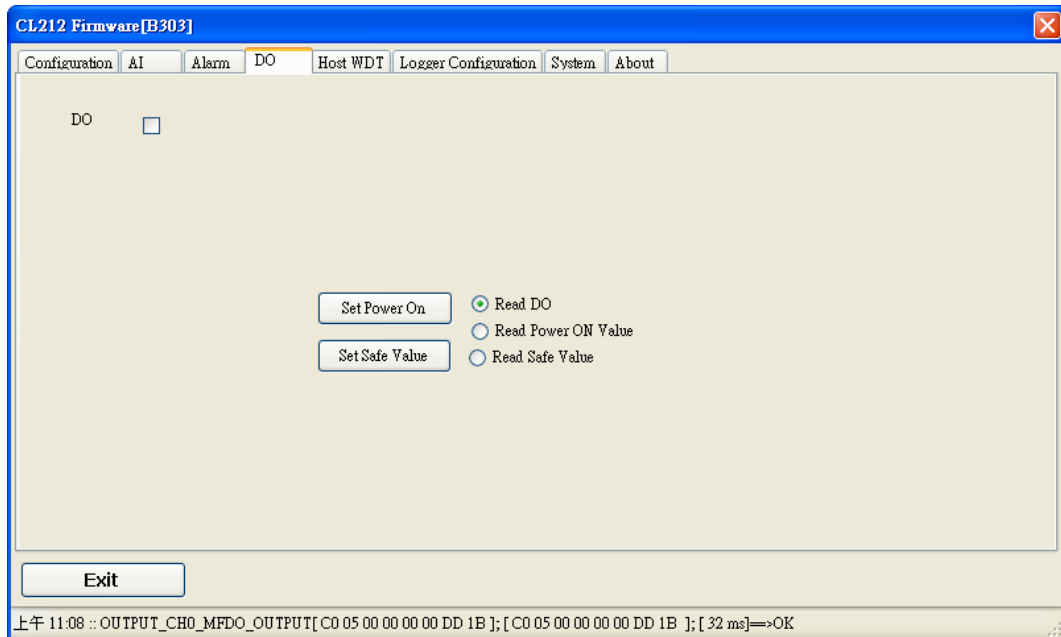 CL212 Firmware[B303]
Configuration AI Alarm DO Host WDT Logger Configuration System About
DO
Set Power On
Read DO
Read Power ON Value
Set Safe Value
Read Safe Value
Exit
上午 11:08 :: OUTPUT_CH0_MFDO_OUTPUT[ C0 05 00 00 00 00 DD 1B ]; [ C0 05 00 00 00 00 DD 1B ]; [ 32 ms]==>OK